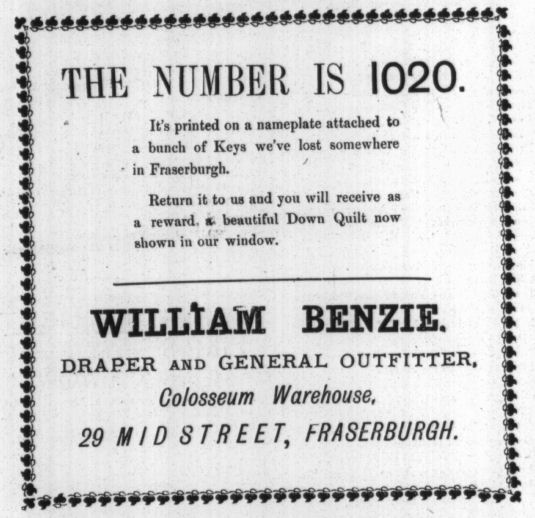 THE NUMBER IS 1020.
It's printed on a nameplate attached to
a bunch of Keys we've lost somewhere
in Fraserburgh.
Return it to us and you will receive as
a reward, a beautiful Down Quilt now
shown in our window.
WILLIAM BENZIE.
DRAPER AND GENERAL OUTFITTER,
Colosseum Warehouse,
29 MID STREET, FRASERBURGH.